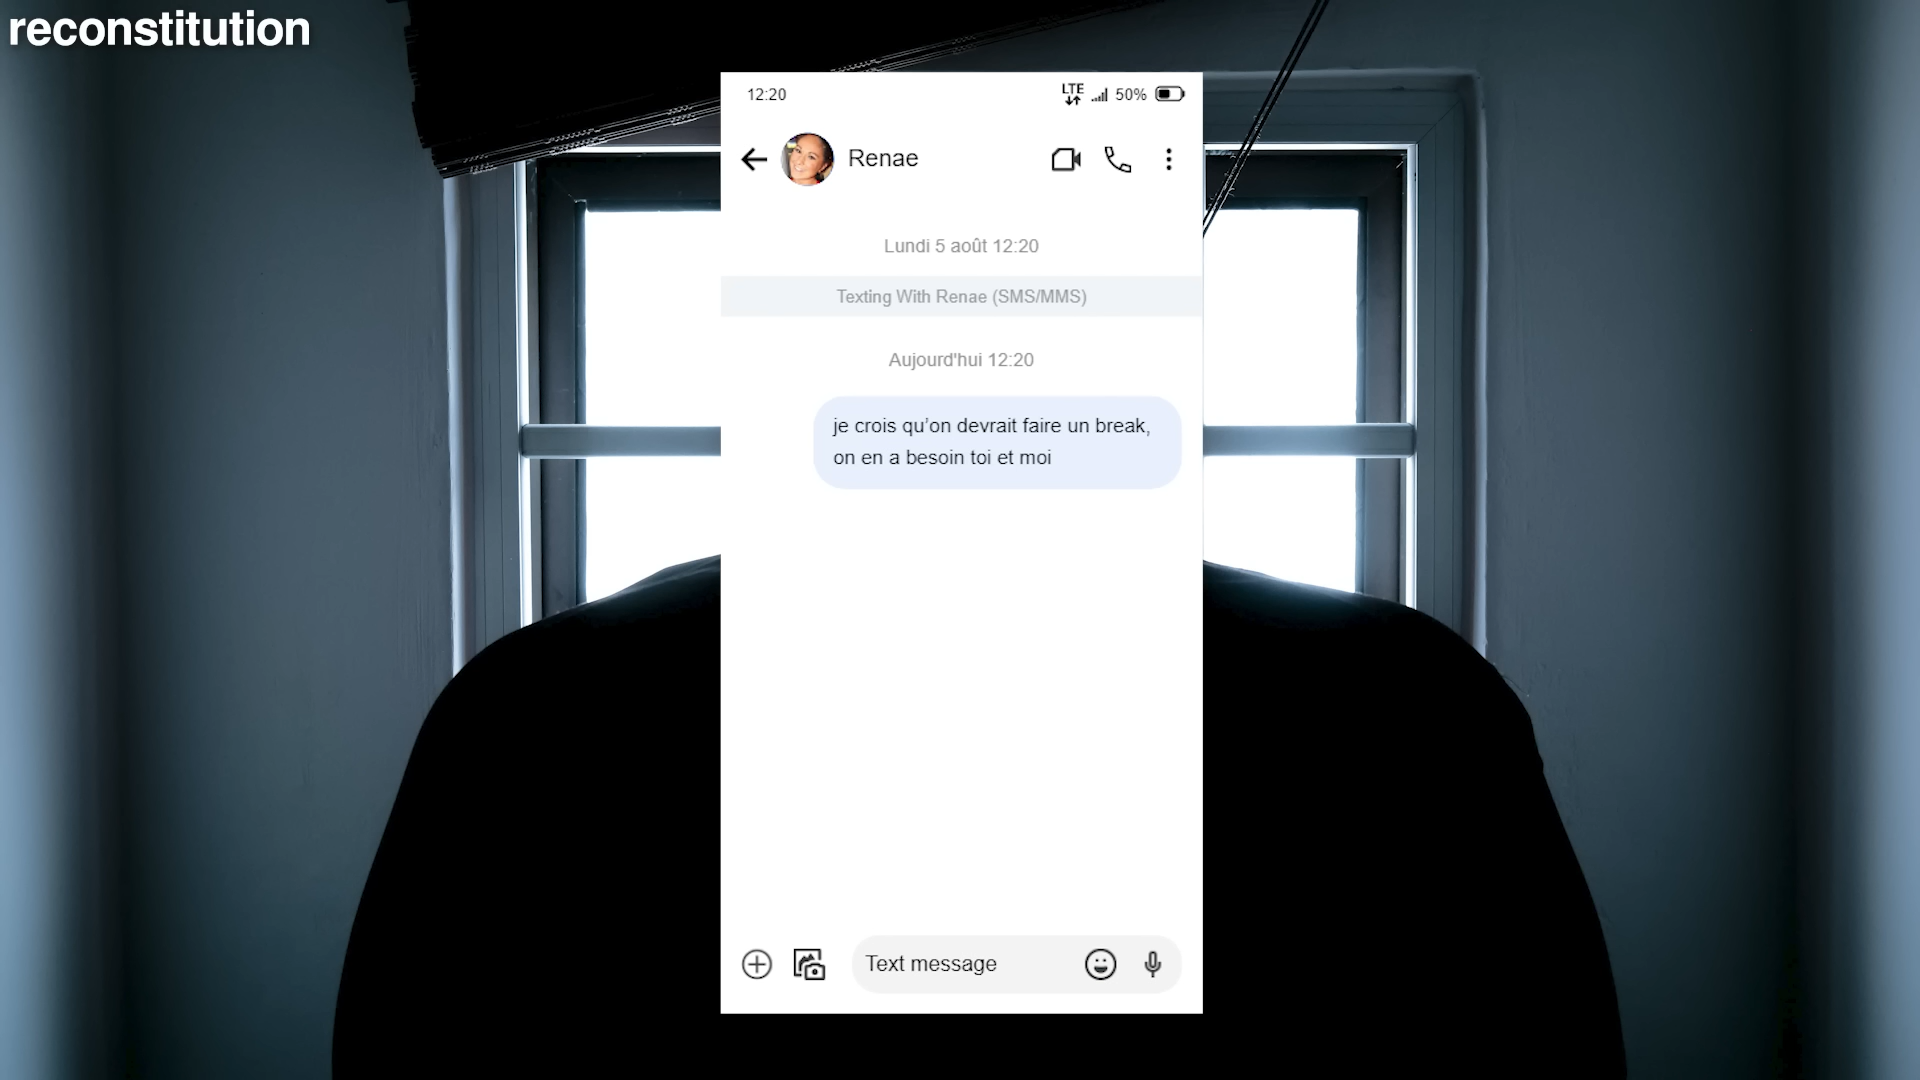 reconstitution
12:20
LTE 50%
Renae
Lundi 5 août 12:20
Texting With Renae (SMS/MMS)
Aujourd'hui 12:20
je crois qu’on devrait faire un break,
on en a besoin toi et moi
Text message